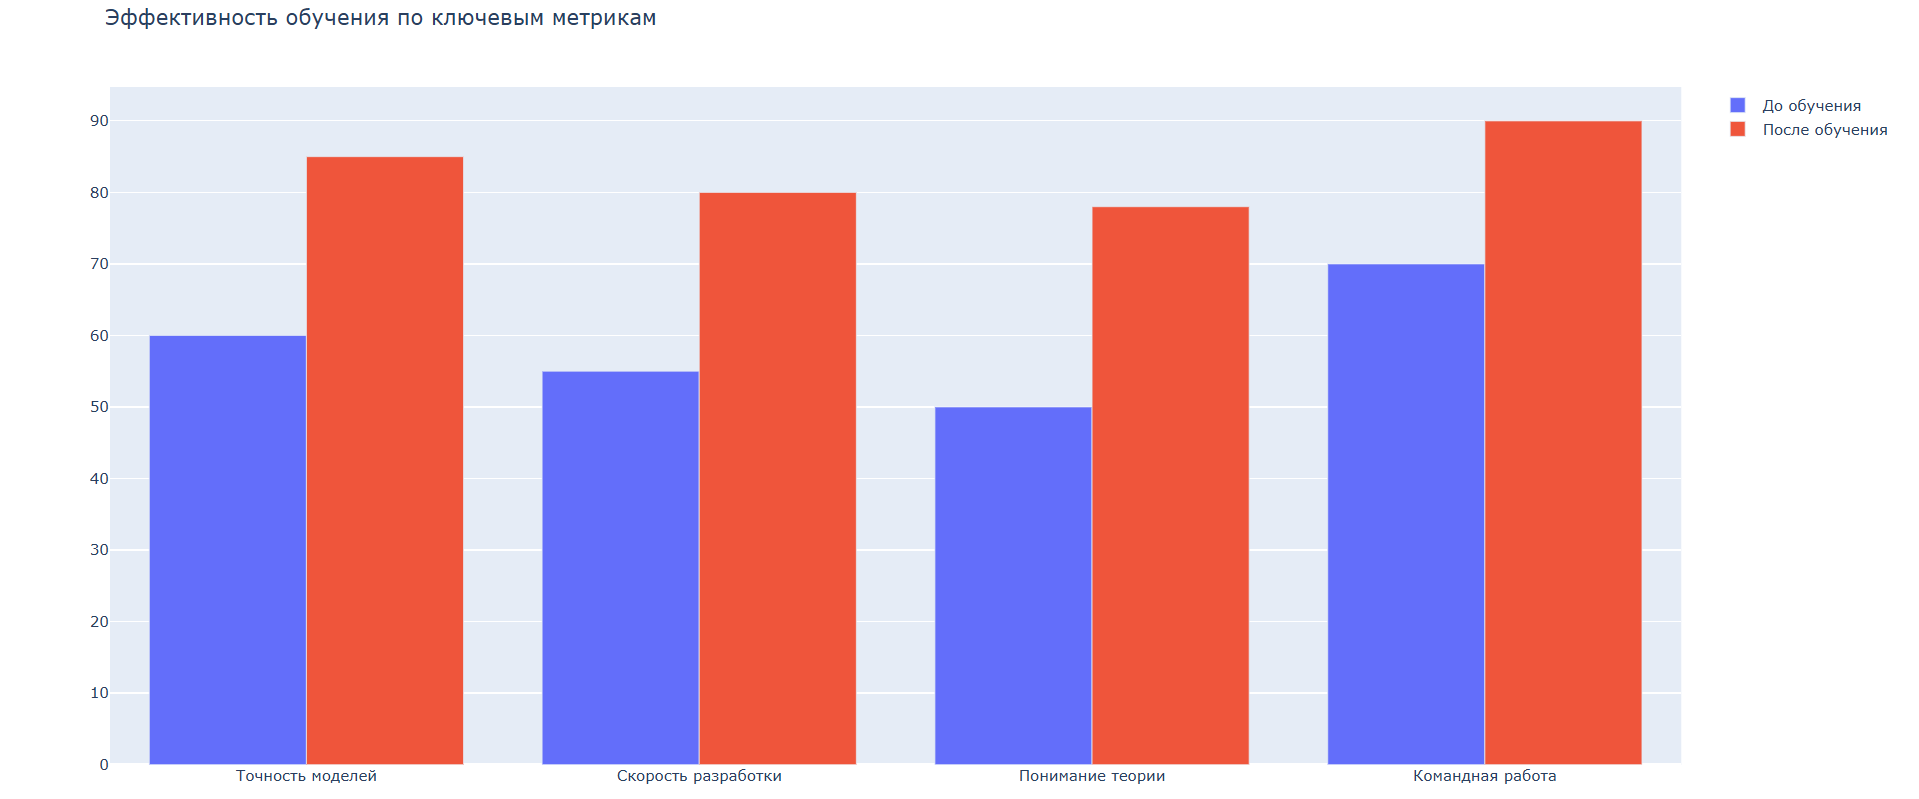 Эффективность обучения по ключевым метрикам
До обучения
После обучения
90
80
70
60
50
40
30
20
10
0
Точность моделей
Скорость разработки
Понимание теории
Командная работа